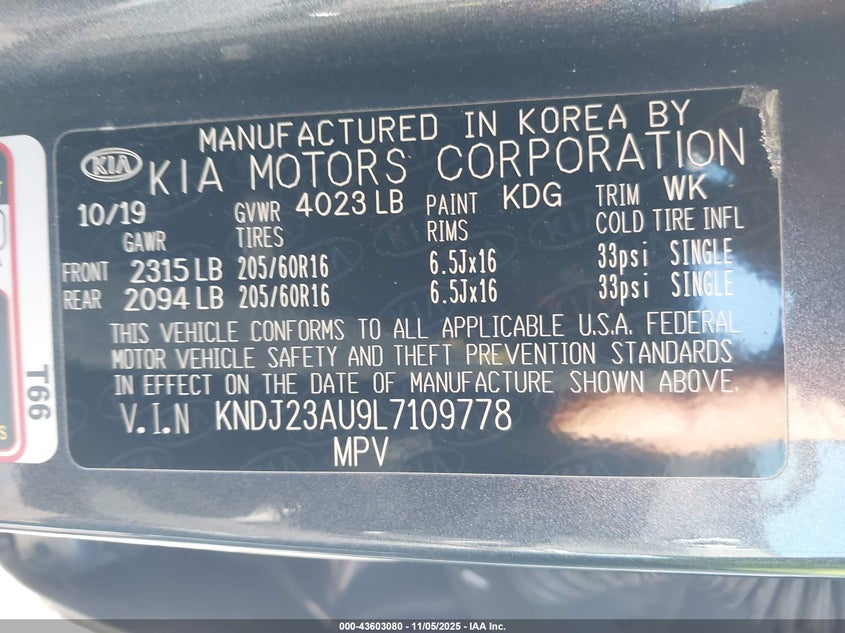 MANUFACTURED IN KOREA BY
KIA KIA MOTORS CORPORATION
10/19 GVWR 4023 LB PAINT KDG TRIM WK
GAWR TIRES RIMS COLD TIRE INFL
FRONT 2315 LB 205/60R16 6.5Jx16 33psi SINGLE
REAR 2094 LB 205/60R16 6.5Jx16 33psi SINGLE
THIS VEHICLE CONFORMS TO ALL APPLICABLE U.S.A. FEDERAL
MOTOR VEHICLE SAFETY AND THEFT PREVENTION STANDARDS
IN EFFECT ON THE DATE OF MANUFACTURE SHOWN ABOVE.
V.I.N KNDJ23AU9L7109778
MPV
T66
000-43603080 - 11/05/2025 - IAA Inc.